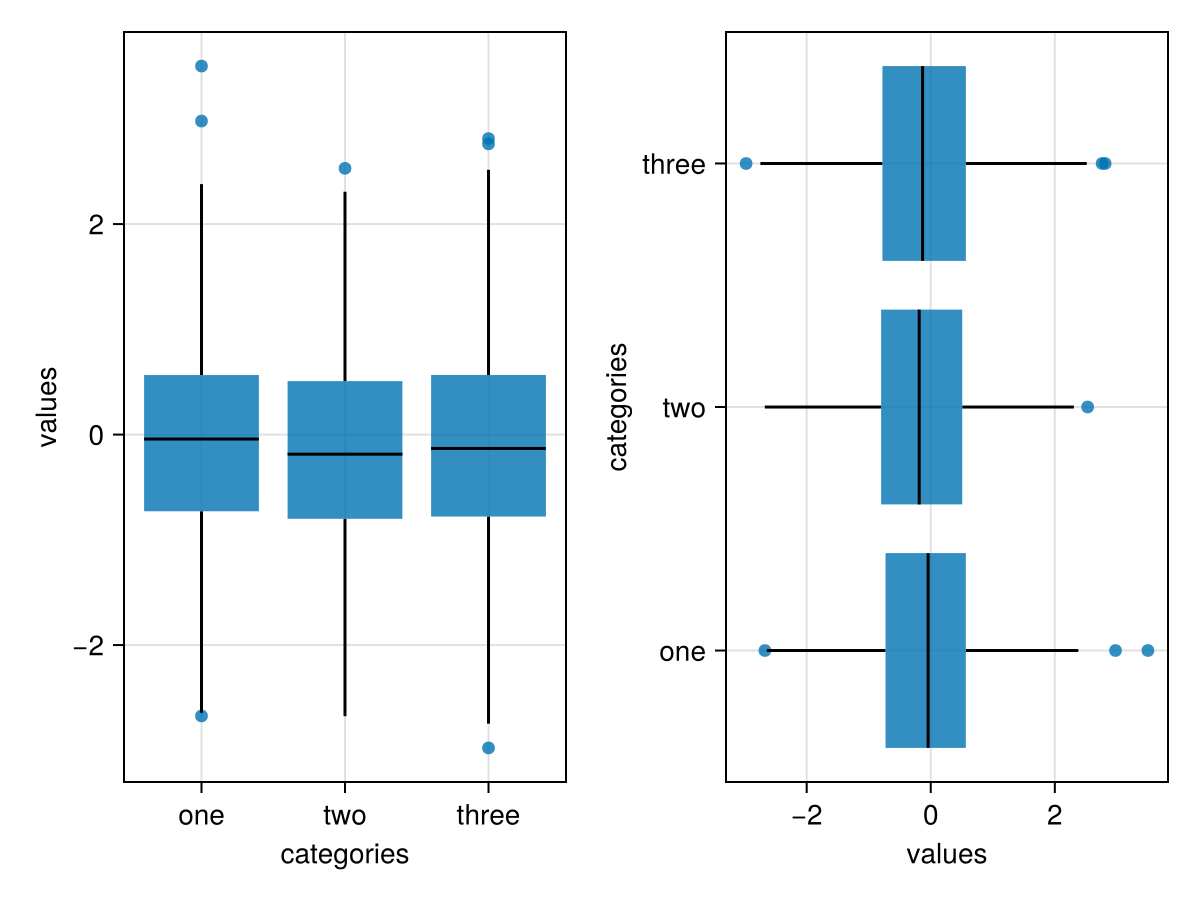 values
2
0
−2
one two three
categories
categories
three
two
one
−2 0 2
values